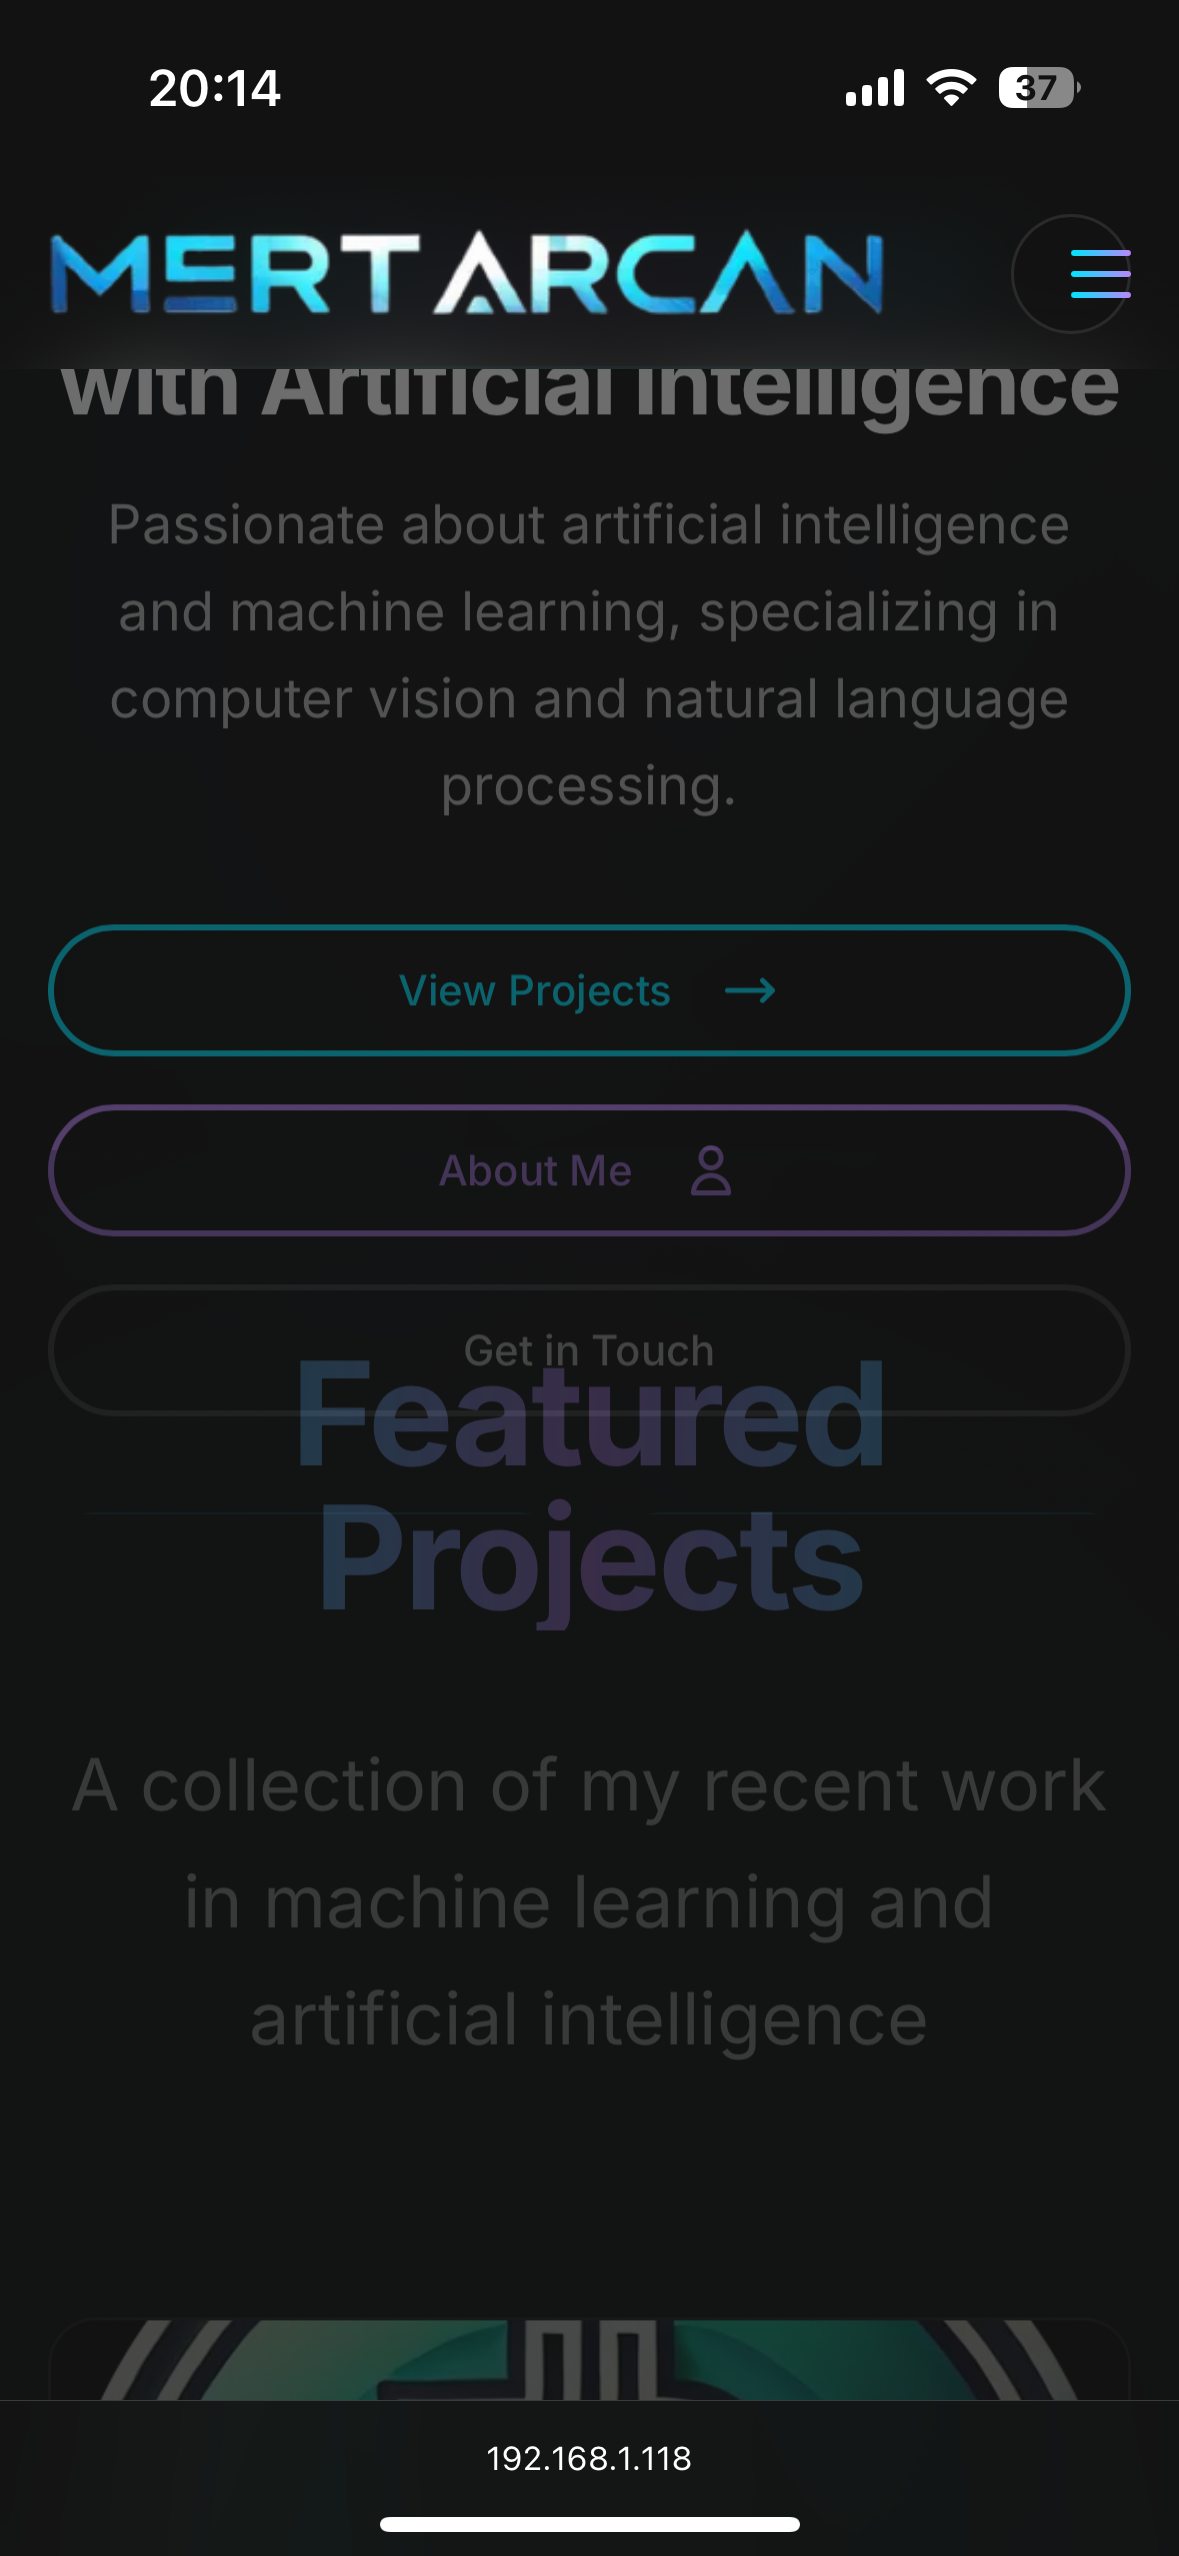 20:14
37
MERT ARCAN
with Artificial Intelligence
Passionate about artificial intelligence
and machine learning, specializing in
computer vision and natural language
processing.
View Projects →
About Me
Get in Touch
Featured
Projects
A collection of my recent work
in machine learning and
artificial intelligence
192.168.1.118